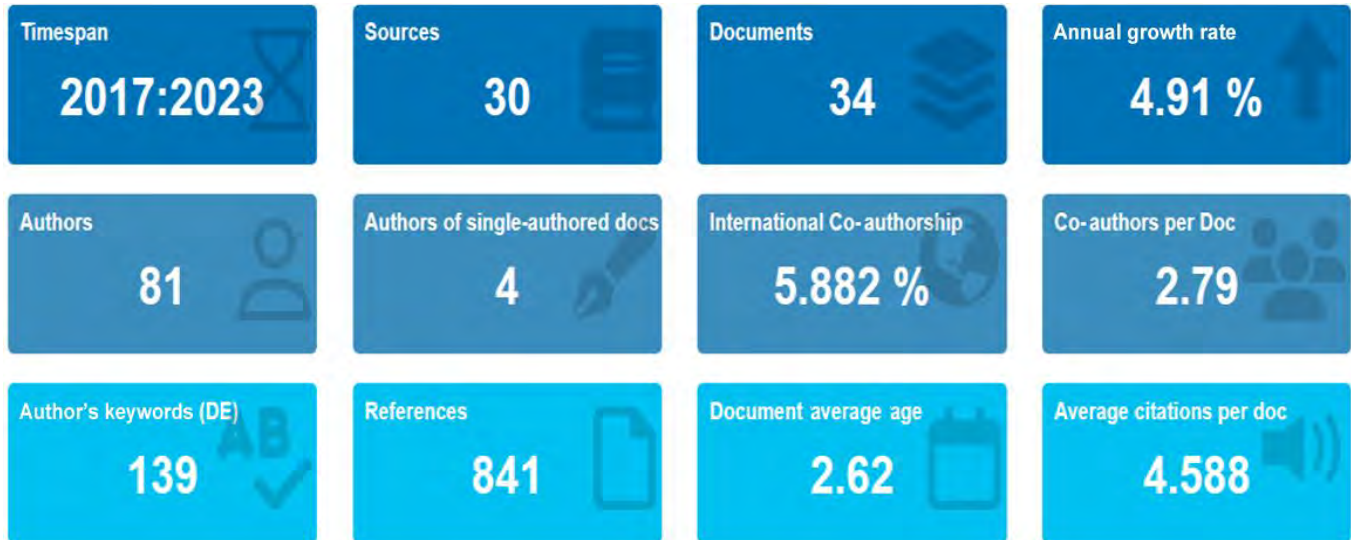 Timespan
2017:2023
Sources
30
Documents
34
Annual growth rate
4.91 %
Authors
81
Authors of single-authored docs
4
International Co-authorship
5.882 %
Co-authors per Doc
2.79
Author's keywords (DE)
139
AB
References
841
Document average age
2.62
Average citations per doc
4.588